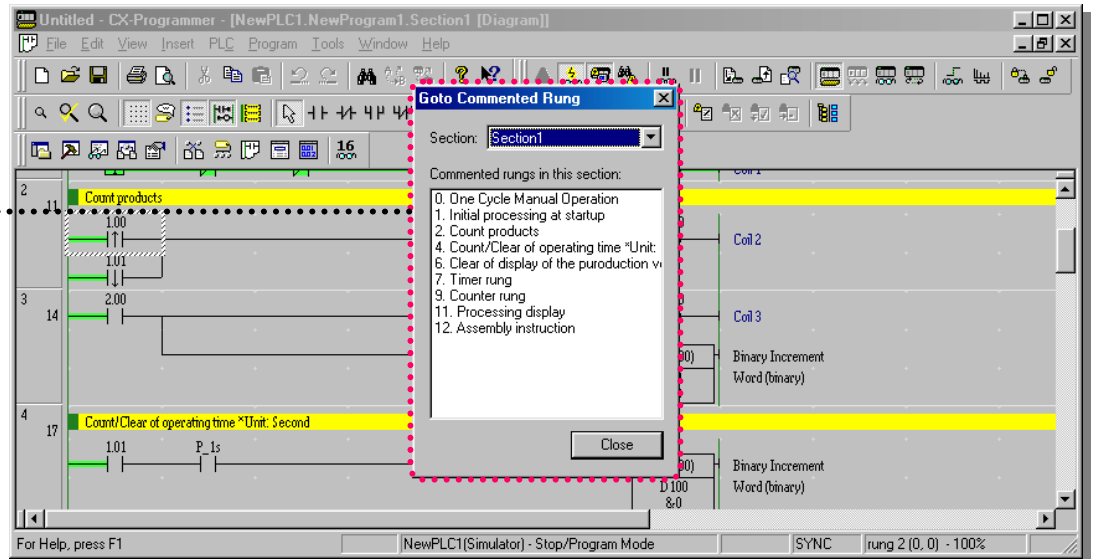 Untitled - CX-Programmer - [NewPLC1.NewProgram1.Section1 [Diagram]]
File Edit View Insert PLC Program Tools Window Help
16
Goto Commented Rung
Section: Section1
Commented rungs in this section:
0. One Cycle Manual Operation
1. Initial processing at startup
2. Count products
4. Count/Clear of operating time *Unit:
6. Clear of display of the puroduction
7. Timer rung
9. Counter rung
11. Processing display
12. Assembly instruction
Close
2
11
Count products
1.00
Coil 2
1.01
3
14
2.00
Coil 3
Binary Increment
Word (binary)
4
17
Count/Clear of operating time *Unit: Second
1.01 P_1s
Binary Increment
D100 Word (binary)
&0
For Help, press F1 NewPLC1(Simulator) - Stop/Program Mode SYNC rung 2 (0, 0) - 100%